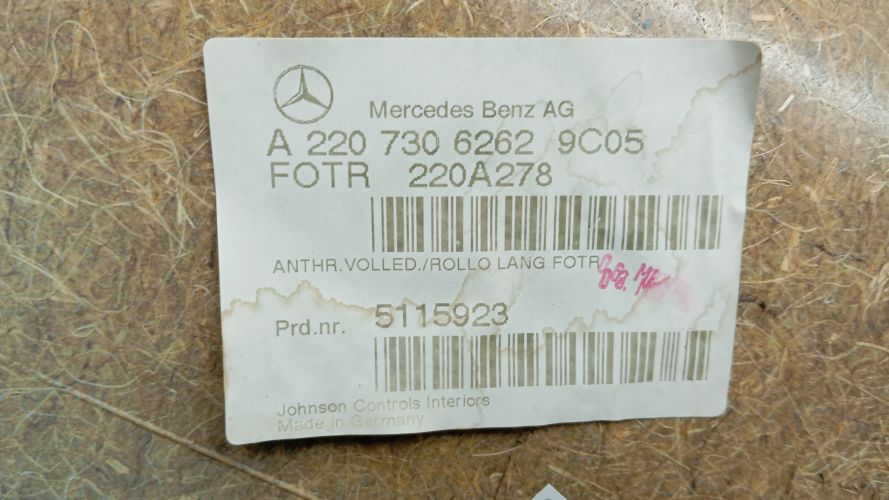 Mercedes Benz AG
A 220 730 6262 9C05
FOTR 220A278
ANTHR.VOLLED./ROLLO LANG FOTR
Prd.nr. 5115923
Johnson Controls Interiors
Made in Germany